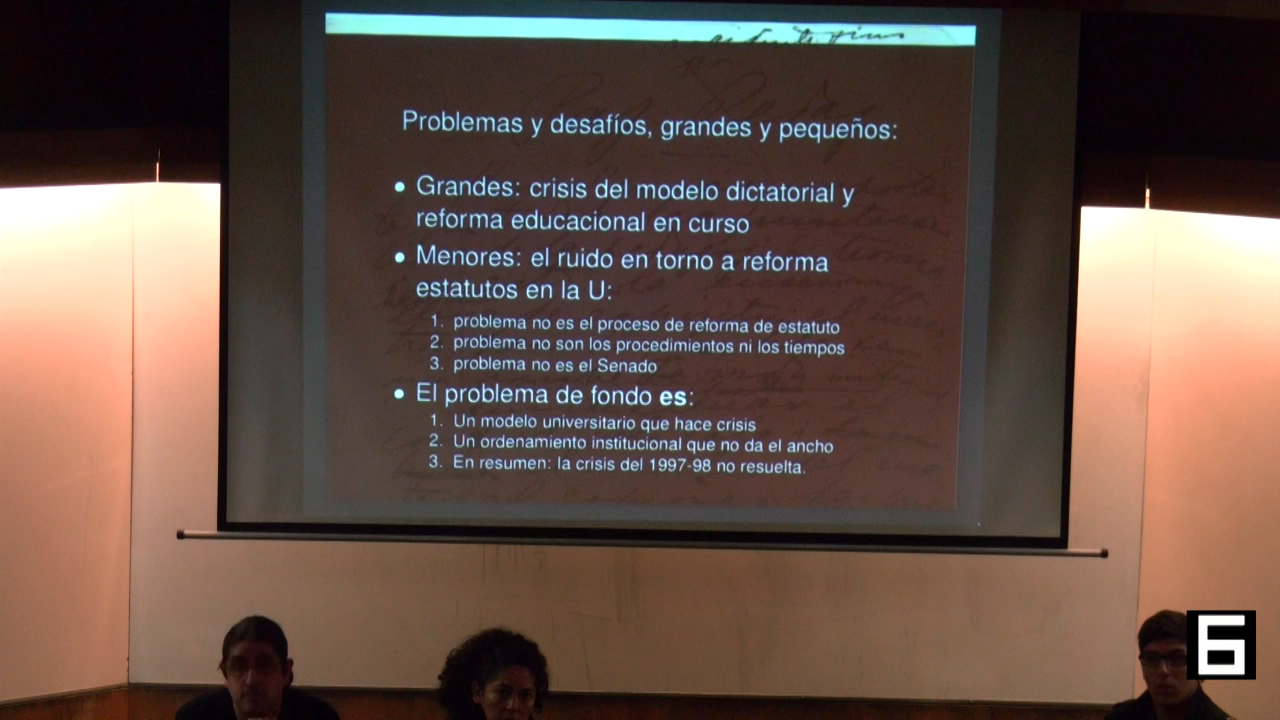 Problemas y desafíos, grandes y pequeños:
• Grandes: crisis del modelo dictatorial y
reforma educacional en curso
• Menores: el ruido en torno a reforma
estatutos en la U:
1. problema no es el proceso de reforma de estatuto
2. problema no son los procedimientos ni los tiempos
3. problema no es el Senado
• El problema de fondo es:
1. Un modelo universitario que hace crisis
2. Un ordenamiento institucional que no da el ancho
3. En resumen: la crisis del 1997-98 no resuelta.
6